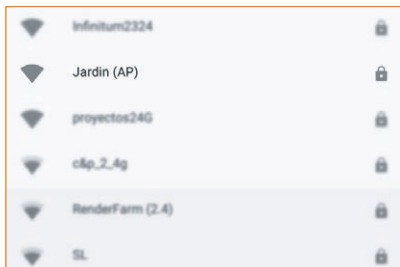 Infinitum2324
Jardin (AP)
proyectos24G
c&p_2_4g
RenderFarm (2.4)
SL